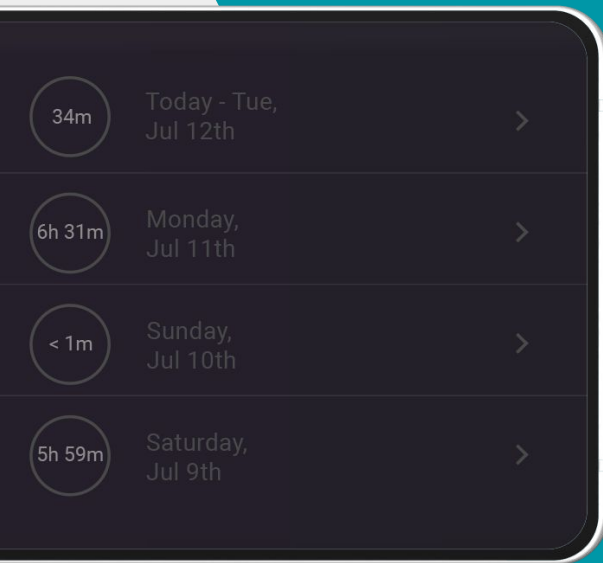 34m
Today - Tue,
Jul 12th
6h 31m
Monday,
Jul 11th
< 1m
Sunday,
Jul 10th
5h 59m
Saturday,
Jul 9th